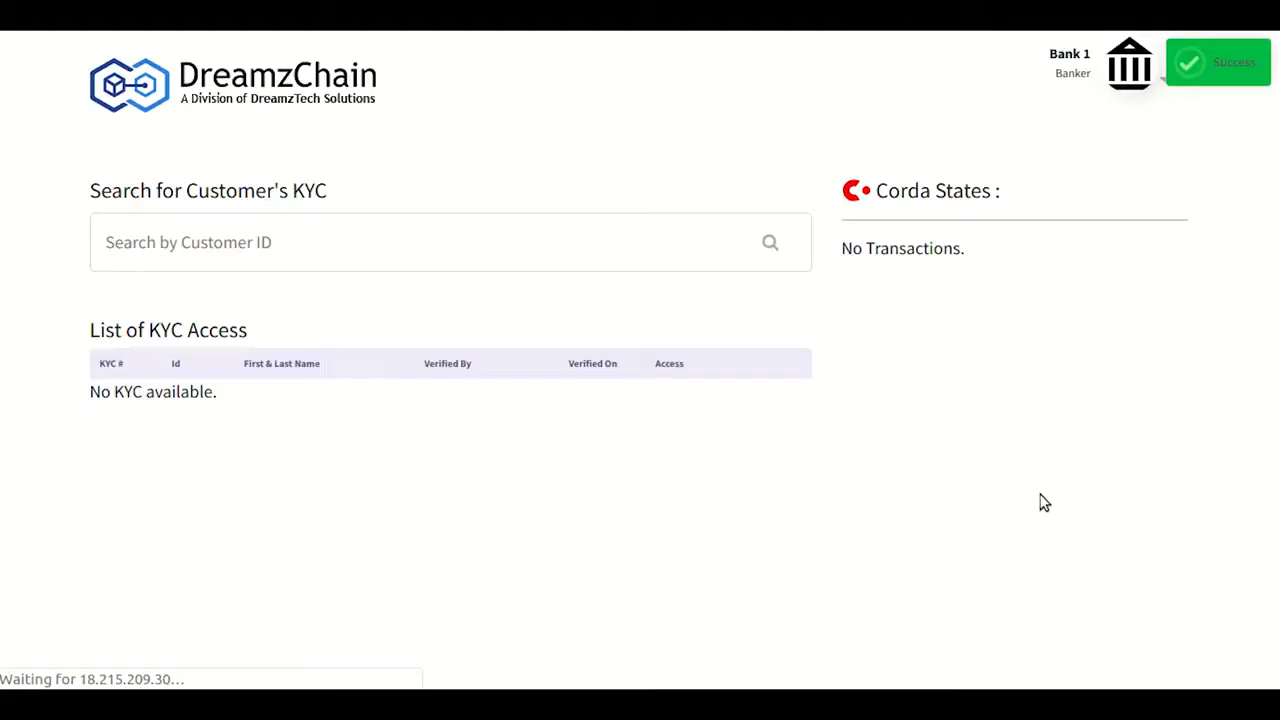 DreamzChain
A Division of DreamzTech Solutions
Bank 1
Banker
Success
Search for Customer's KYC
Search by Customer ID
Corda States :
No Transactions.
List of KYC Access
KYC # Id First & Last Name Verified By Verified On Access
No KYC available.
Waiting for 18.215.209.30...